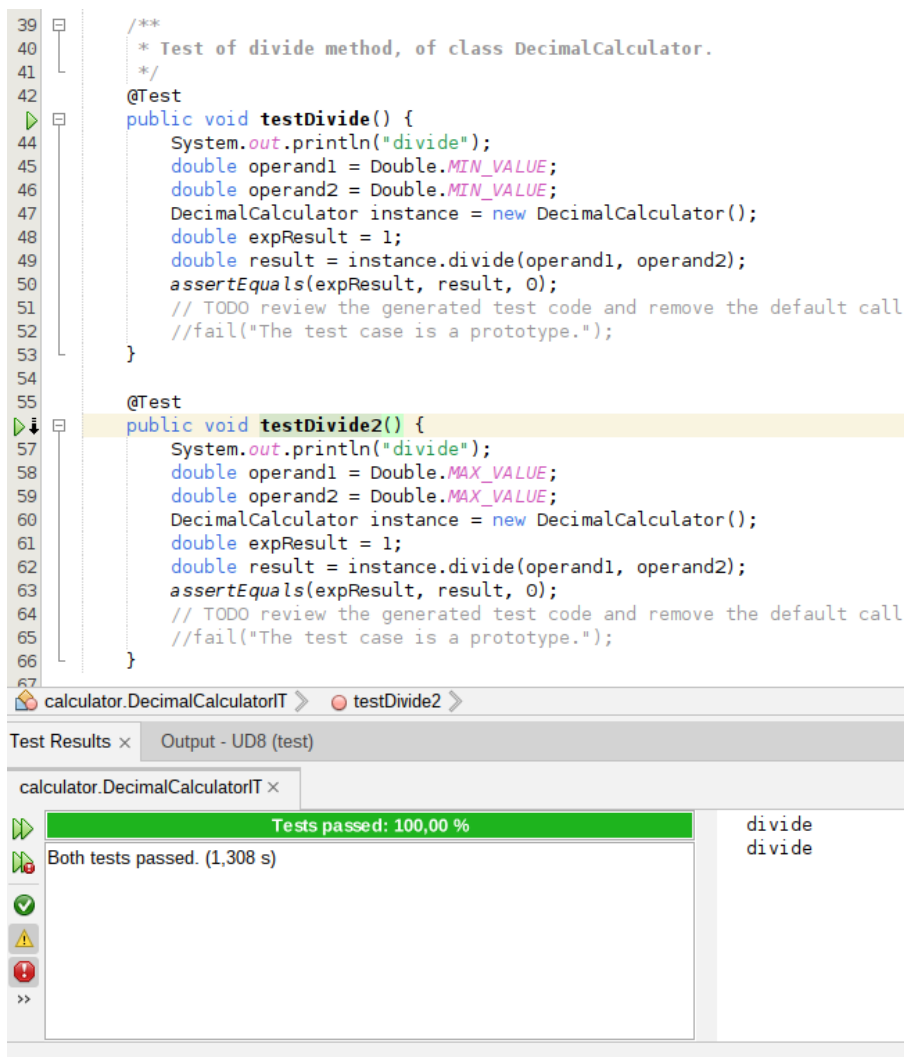 39 /**
40 * Test of divide method, of class DecimalCalculator.
41 */
42 @Test
public void testDivide() {
44 System.out.println("divide");
45 double operand1 = Double.MIN_VALUE;
46 double operand2 = Double.MIN_VALUE;
47 DecimalCalculator instance = new DecimalCalculator();
48 double expResult = 1;
49 double result = instance.divide(operand1, operand2);
50 assertEquals(expResult, result, 0);
51 // TODO review the generated test code and remove the default call
52 //fail("The test case is a prototype.");
53 }
54
55 @Test
public void testDivide2() {
57 System.out.println("divide");
58 double operand1 = Double.MAX_VALUE;
59 double operand2 = Double.MAX_VALUE;
60 DecimalCalculator instance = new DecimalCalculator();
61 double expResult = 1;
62 double result = instance.divide(operand1, operand2);
63 assertEquals(expResult, result, 0);
64 // TODO review the generated test code and remove the default call
65 //fail("The test case is a prototype.");
66 }
67
calculator.DecimalCalculatorIT testDivide2
Test Results × Output - UD8 (test)
calculator.DecimalCalculatorIT ×
Tests passed: 100,00 %
Both tests passed. (1,308 s)
divide
divide